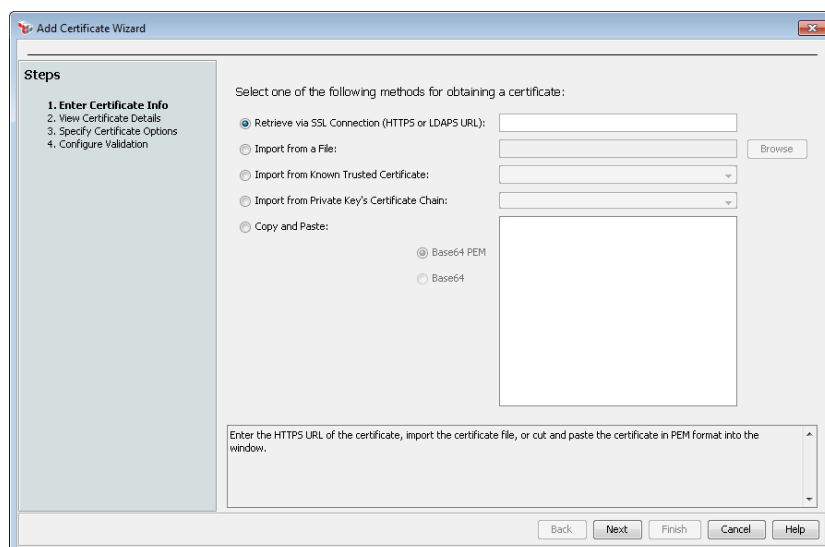 Add Certificate Wizard
Steps
1. Enter Certificate Info
2. View Certificate Details
3. Specify Certificate Options
4. Configure Validation
Select one of the following methods for obtaining a certificate:
Retrieve via SSL Connection (HTTPS or LDAPS URL):
Import from a File:
Browse
Import from Known Trusted Certificate:
Import from Private Key's Certificate Chain:
Copy and Paste:
Base64 PEM
Base64
Enter the HTTPS URL of the certificate, import the certificate file, or cut and paste the certificate in PEM format into the
window.
Back Next Finish Cancel Help